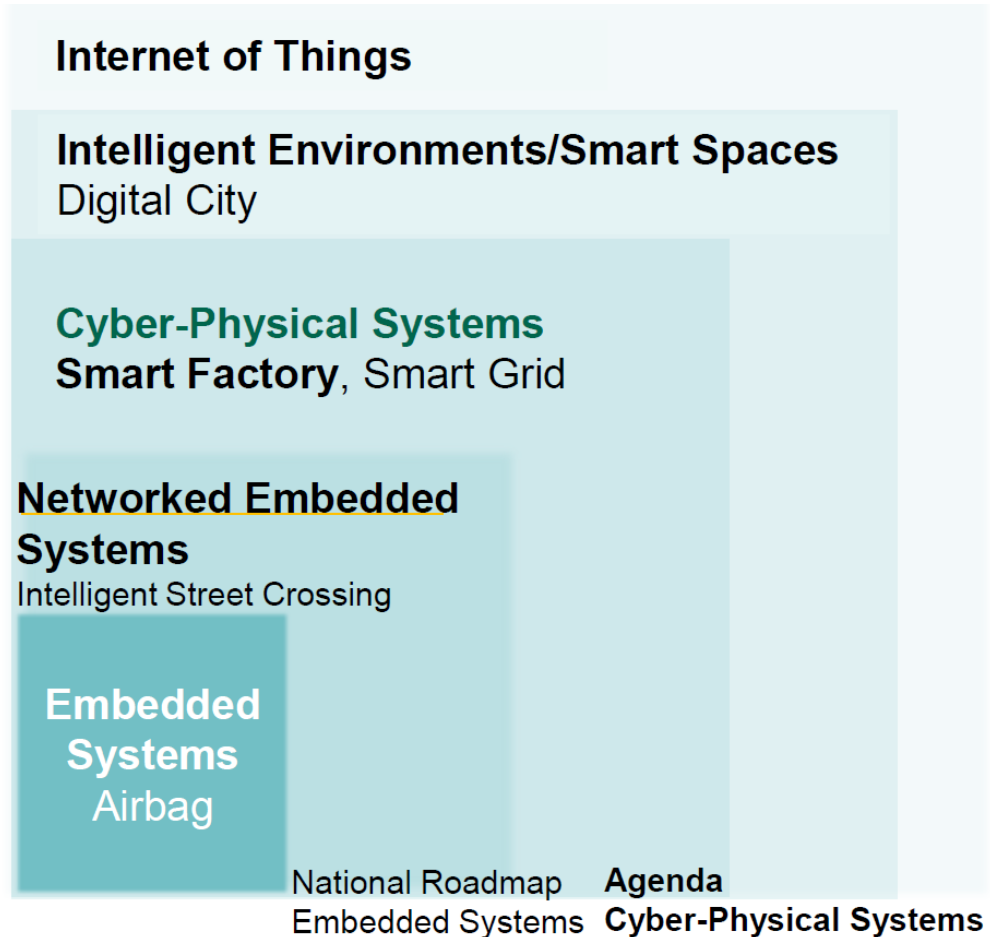 Internet of Things
Intelligent Environments/Smart Spaces
Digital City
Cyber-Physical Systems
Smart Factory, Smart Grid
Networked Embedded
Systems
Intelligent Street Crossing
Embedded
Systems
Airbag
National Roadmap
Embedded Systems
Agenda
Cyber-Physical Systems